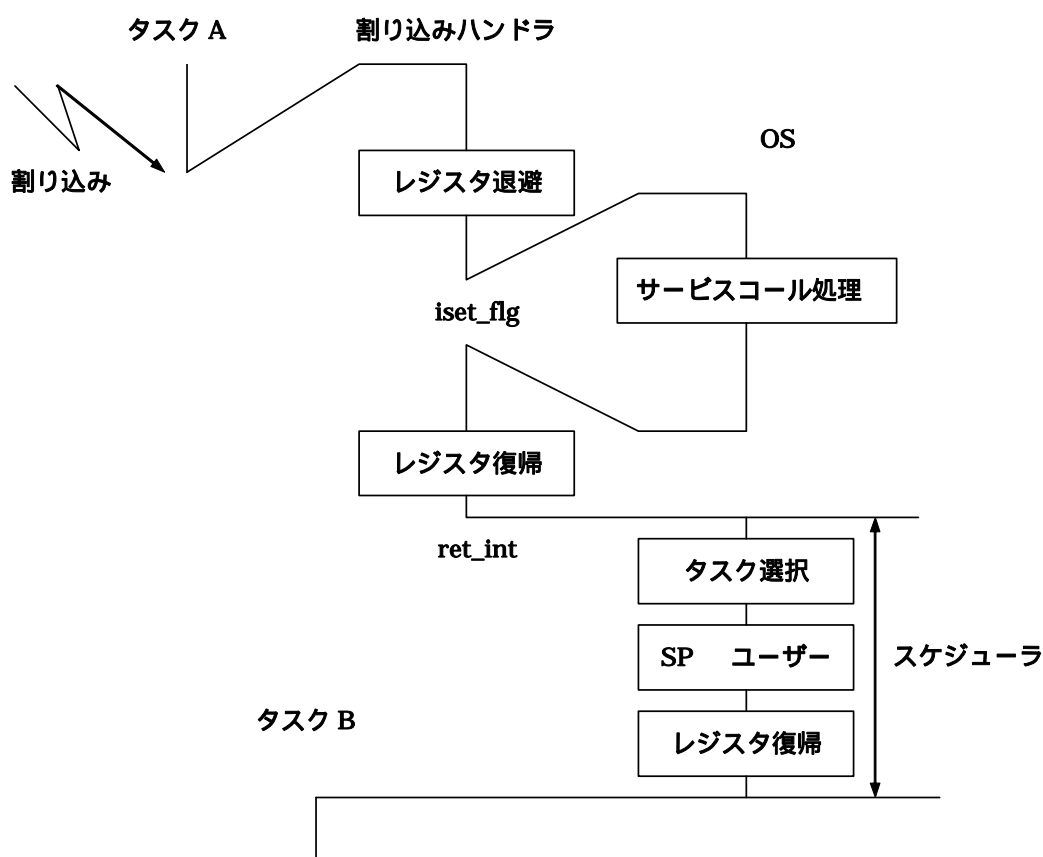 タスク A
割り込みハンドラ
OS
割り込み
レジスタ退避
サービスコール処理
iset_flg
レジスタ復帰
ret_int
タスク選択
SP ユーザー
スケジューラ
タスク B
レジスタ復帰